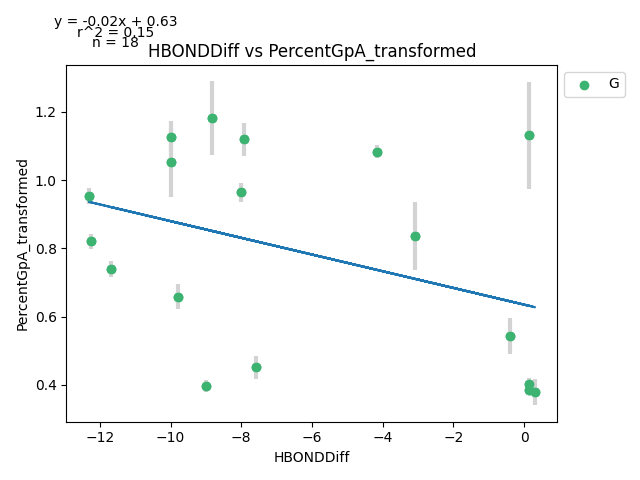 y = -0.02x + 0.63
r^2 = 0.15
n = 18
HBONDDiff vs PercentGpA_transformed
G
PercentGpA_transformed
1.2
1.0
0.8
0.6
0.4
−12
−10
−8
−6
−4
−2
0
HBONDDiff